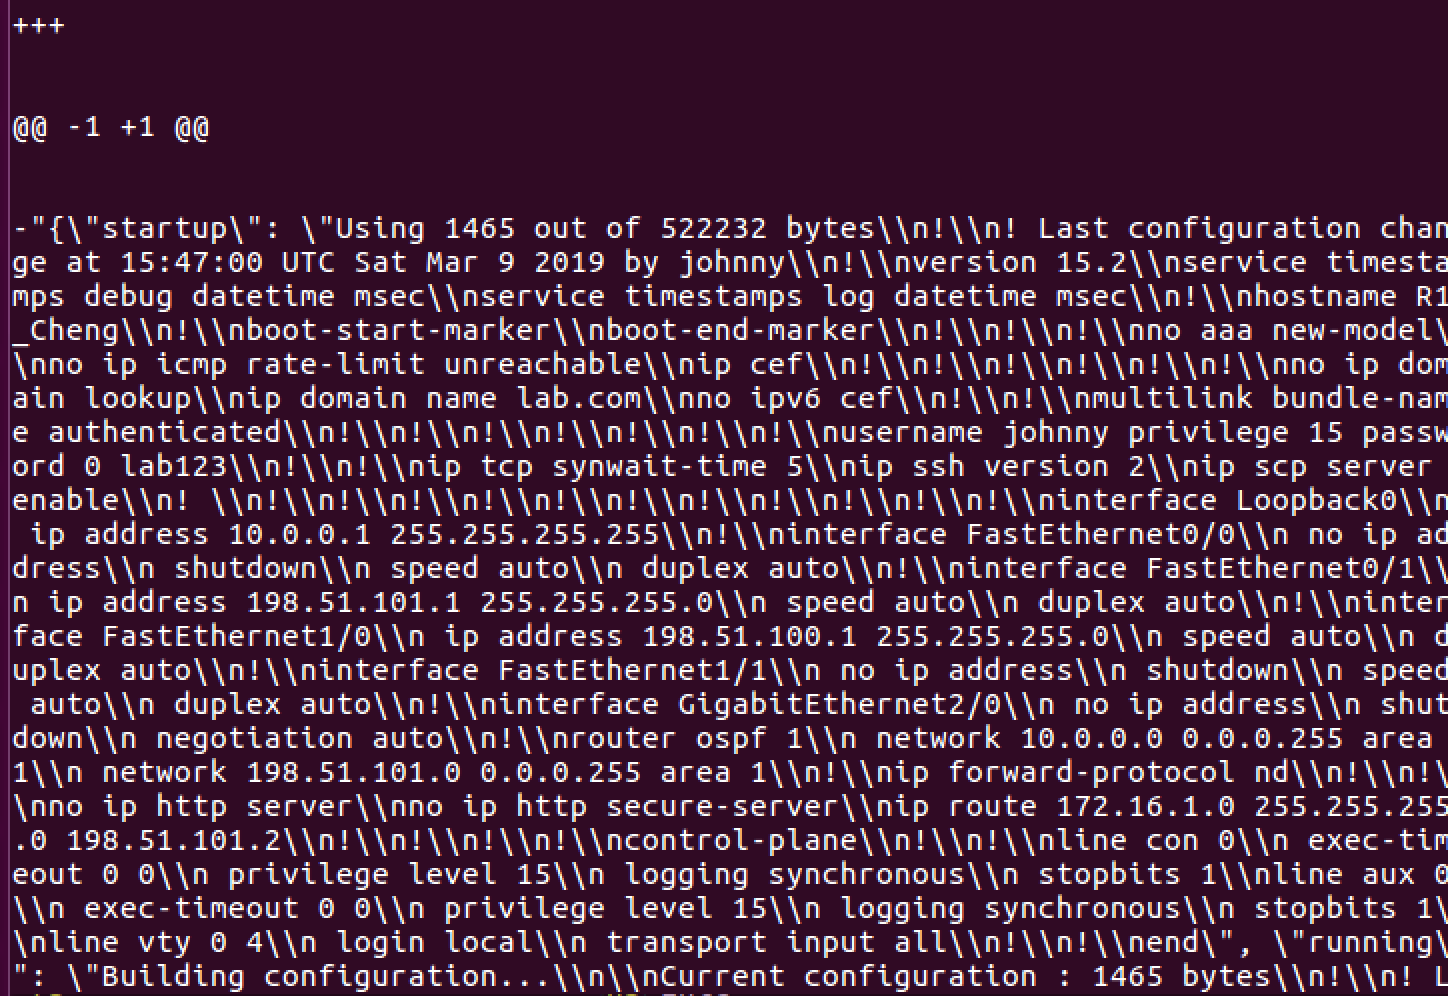 +++
@@ -1 +1 @@
-"{\"startup\": \"Using 1465 out of 522232 bytes\\n!\\n! Last configuration chan
ge at 15:47:00 UTC Sat Mar 9 2019 by johnny\\n!\\nversion 15.2\\nservice timesta
mps debug datetime msec\\nservice timestamps log datetime msec\\n!\\nhostname R1
_Cheng\\n!\\nboot-start-marker\\nboot-end-marker\\n!\\n!\\n!\\nno aaa new-model\
\nno ip icmp rate-limit unreachable\\nip cef\\n!\\n!\\n!\\n!\\n!\\n!\\nno ip dom
ain lookup\\nip domain name lab.com\\nno ipv6 cef\\n!\\n!\\nmultilink bundle-nam
e authenticated\\n!\\n!\\n!\\n!\\n!\\n!\\n!\\nusername johnny privilege 15 passw
ord 0 lab123\\n!\\n!\\nip tcp synwait-time 5\\nip ssh version 2\\nip scp server 
enable\\n! \\n!\\n!\\n!\\n!\\n!\\n!\\n!\\n!\\n!\\n!\\ninterface Loopback0\\n
 ip address 10.0.0.1 255.255.255.255\\n!\\ninterface FastEthernet0/0\\n no ip ad
dress\\n shutdown\\n speed auto\\n duplex auto\\n!\\ninterface FastEthernet0/1\\
n ip address 198.51.101.1 255.255.255.0\\n speed auto\\n duplex auto\\n!\\ninter
face FastEthernet1/0\\n ip address 198.51.100.1 255.255.255.0\\n speed auto\\n d
uplex auto\\n!\\ninterface FastEthernet1/1\\n no ip address\\n shutdown\\n speed
 auto\\n duplex auto\\n!\\ninterface GigabitEthernet2/0\\n no ip address\\n shut
down\\n negotiation auto\\n!\\nrouter ospf 1\\n network 10.0.0.0 0.0.0.255 area 
1\\n network 198.51.101.0 0.0.0.255 area 1\\n!\\nip forward-protocol nd\\n!\\n!\
\nno ip http server\\nno ip http secure-server\\nip route 172.16.1.0 255.255.255
.0 198.51.101.2\\n!\\n!\\n!\\n!\\ncontrol-plane\\n!\\n!\\nline con 0\\n exec-tim
eout 0 0\\n privilege level 15\\n logging synchronous\\n stopbits 1\\nline aux 0
\\n exec-timeout 0 0\\n privilege level 15\\n logging synchronous\\n stopbits 1\
\nline vty 0 4\\n login local\\n transport input all\\n!\\n!\\nend\", \"running\
": \"Building configuration...\\n\\nCurrent configuration : 1465 bytes\\n!\\n! L